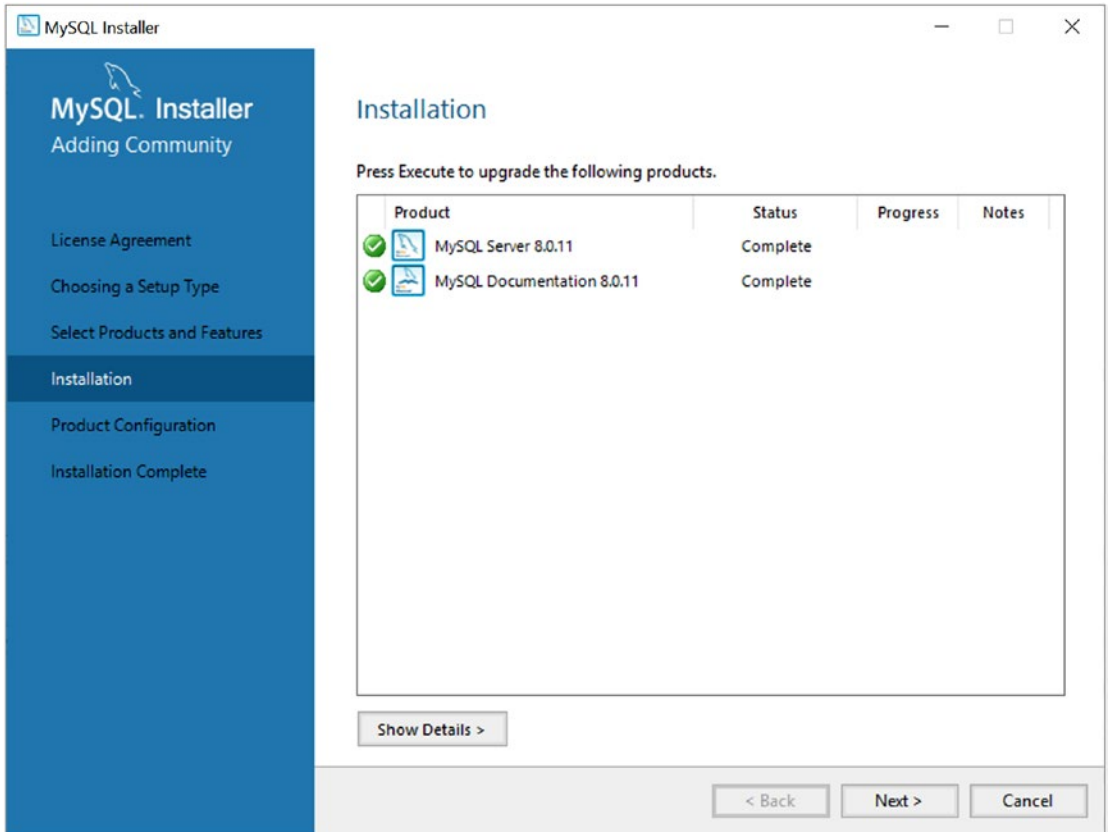 MySQL Installer
MySQL. Installer
Adding Community
License Agreement
Choosing a Setup Type
Select Products and Features
Installation
Product Configuration
Installation Complete
Installation
Press Execute to upgrade the following products.
Product Status Progress Notes
MySQL Server 8.0.11 Complete
MySQL Documentation 8.0.11 Complete
Show Details >
< Back Next > Cancel